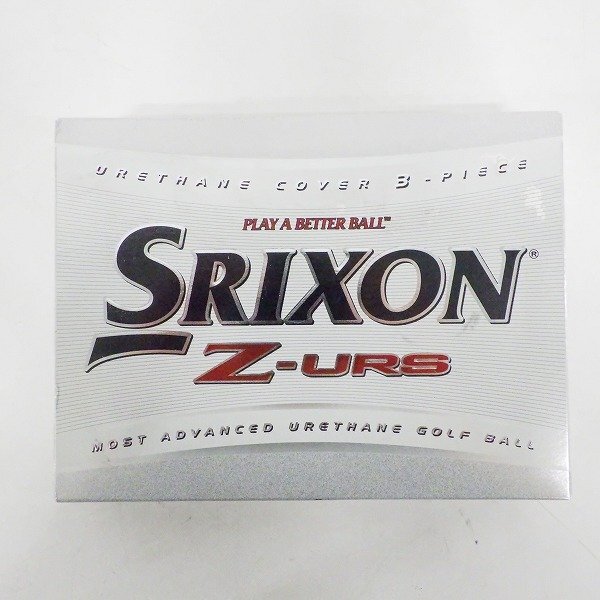 URETHANE COVER 3-PIECE
PLAY A BETTER BALL™
SRIXON®
Z-URS
MOST ADVANCED URETHANE GOLF BALL